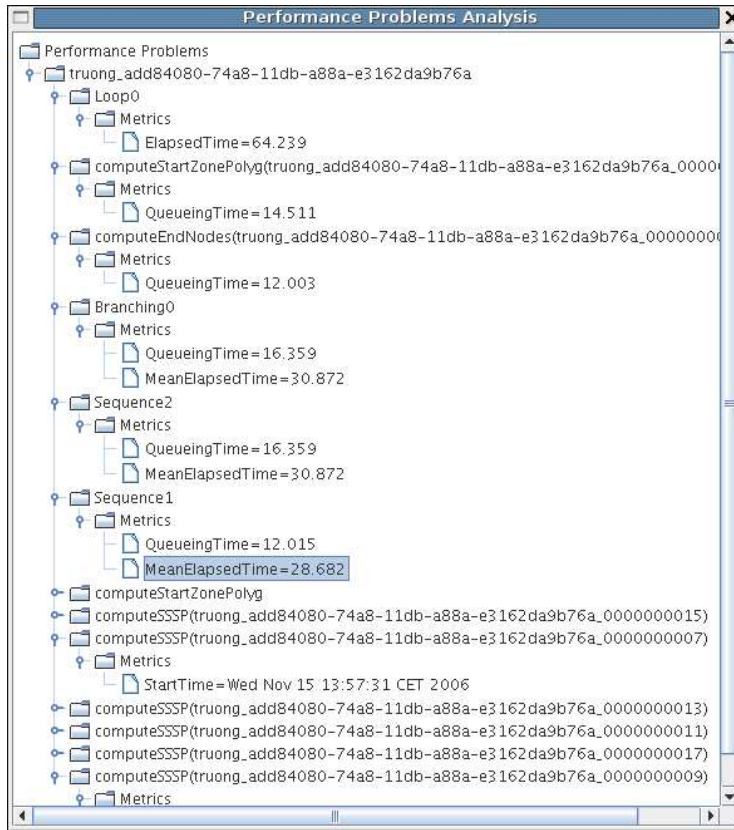 Performance Problems Analysis
Performance Problems
truong_add84080-74a8-11db-a88a-e3162da9b76a
Loop0
Metrics
ElapsedTime=64.239
computeStartZonePolyg(truong_add84080-74a8-11db-a88a-e3162da9b76a_0000
Metrics
QueueingTime=14.511
computeEndNodes(truong_add84080-74a8-11db-a88a-e3162da9b76a_00000000
Metrics
QueueingTime=12.003
Branching0
Metrics
QueueingTime=16.359
MeanElapsedTime=30.872
Sequence2
Metrics
QueueingTime=16.359
MeanElapsedTime=30.872
Sequence1
Metrics
QueueingTime=12.015
MeanElapsedTime=28.682
computeStartZonePolyg
computeSSSP(truong_add84080-74a8-11db-a88a-e3162da9b76a_0000000015)
computeSSSP(truong_add84080-74a8-11db-a88a-e3162da9b76a_0000000007)
Metrics
StartTime=Wed Nov 15 13:57:31 CET 2006
computeSSSP(truong_add84080-74a8-11db-a88a-e3162da9b76a_0000000013)
computeSSSP(truong_add84080-74a8-11db-a88a-e3162da9b76a_0000000011)
computeSSSP(truong_add84080-74a8-11db-a88a-e3162da9b76a_0000000017)
computeSSSP(truong_add84080-74a8-11db-a88a-e3162da9b76a_0000000009)
Metrics